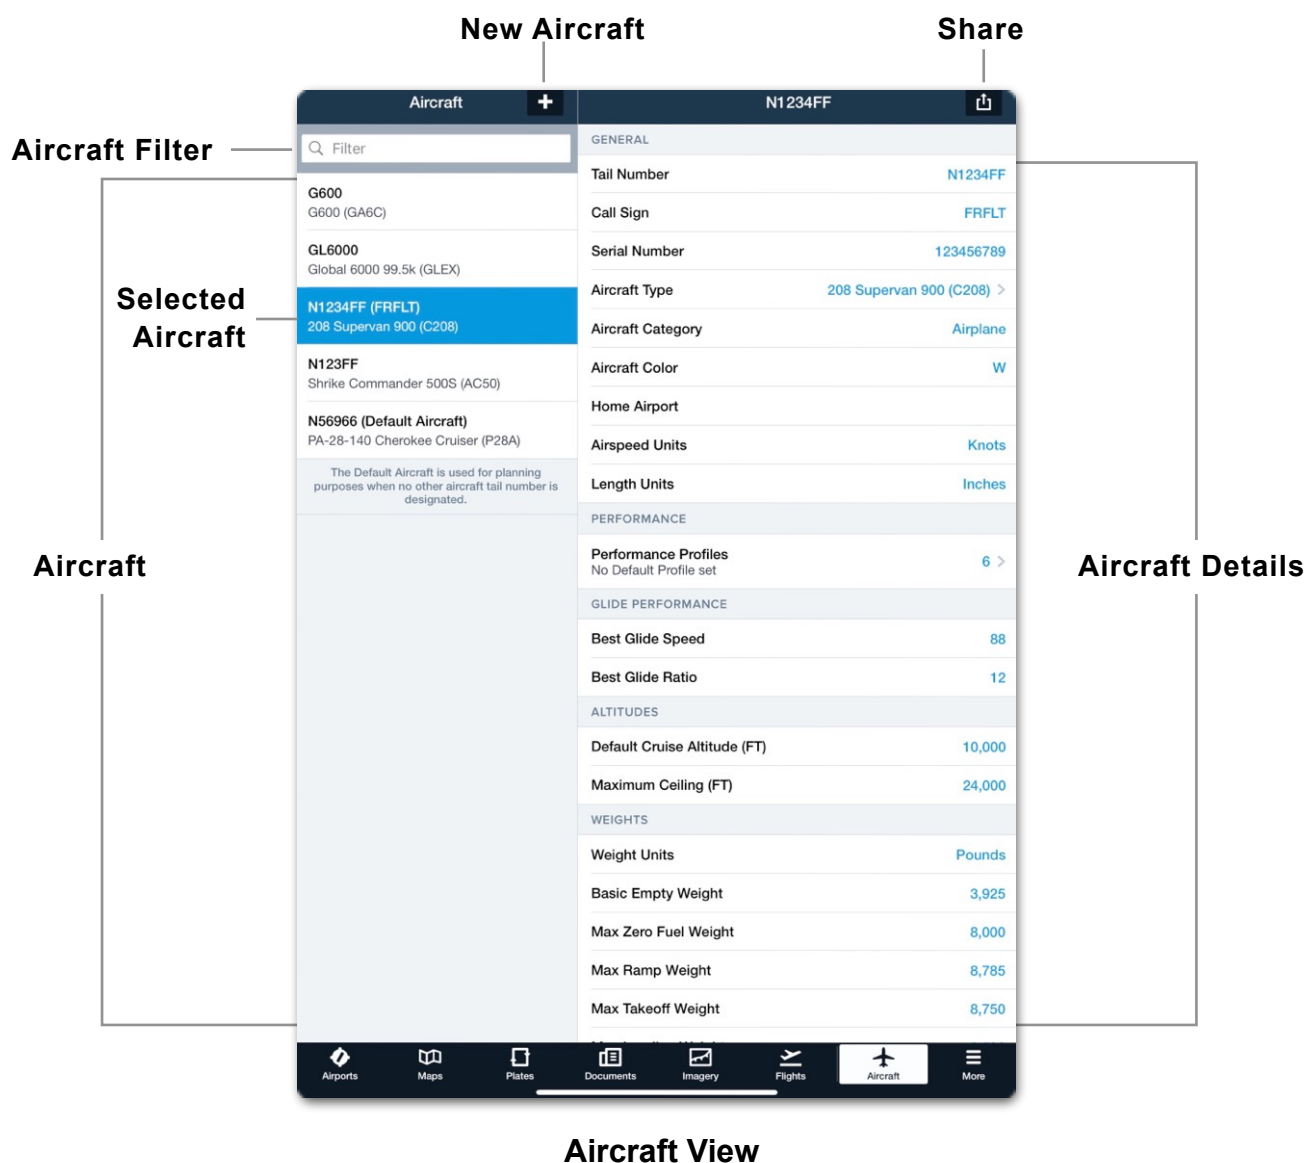 New Aircraft
Share
Aircraft
N1234FF
Aircraft Filter
Filter
G600
G600 (GA6C)
GL6000
Global 6000 99.5k (GLEX)
Selected
Aircraft
N1234FF (FRFLT)
208 Supervan 900 (C208)
N123FF
Shrike Commander 500S (AC50)
N56966 (Default Aircraft)
PA-28-140 Cherokee Cruiser (P28A)
The Default Aircraft is used for planning
purposes when no other aircraft tail number is
designated.
Aircraft
GENERAL
Tail Number N1234FF
Call Sign FRFLT
Serial Number 123456789
Aircraft Type 208 Supervan 900 (C208)
Aircraft Category Airplane
Aircraft Color W
Home Airport
Airspeed Units Knots
Length Units Inches
PERFORMANCE
Performance Profiles 6
No Default Profile set
GLIDE PERFORMANCE
Best Glide Speed 88
Best Glide Ratio 12
ALTITUDES
Default Cruise Altitude (FT) 10,000
Maximum Ceiling (FT) 24,000
WEIGHTS
Weight Units Pounds
Basic Empty Weight 3,925
Max Zero Fuel Weight 8,000
Max Ramp Weight 8,785
Max Takeoff Weight 8,750
Aircraft Details
Airports Maps Plates Documents Imagery Flights Aircraft More
Aircraft View